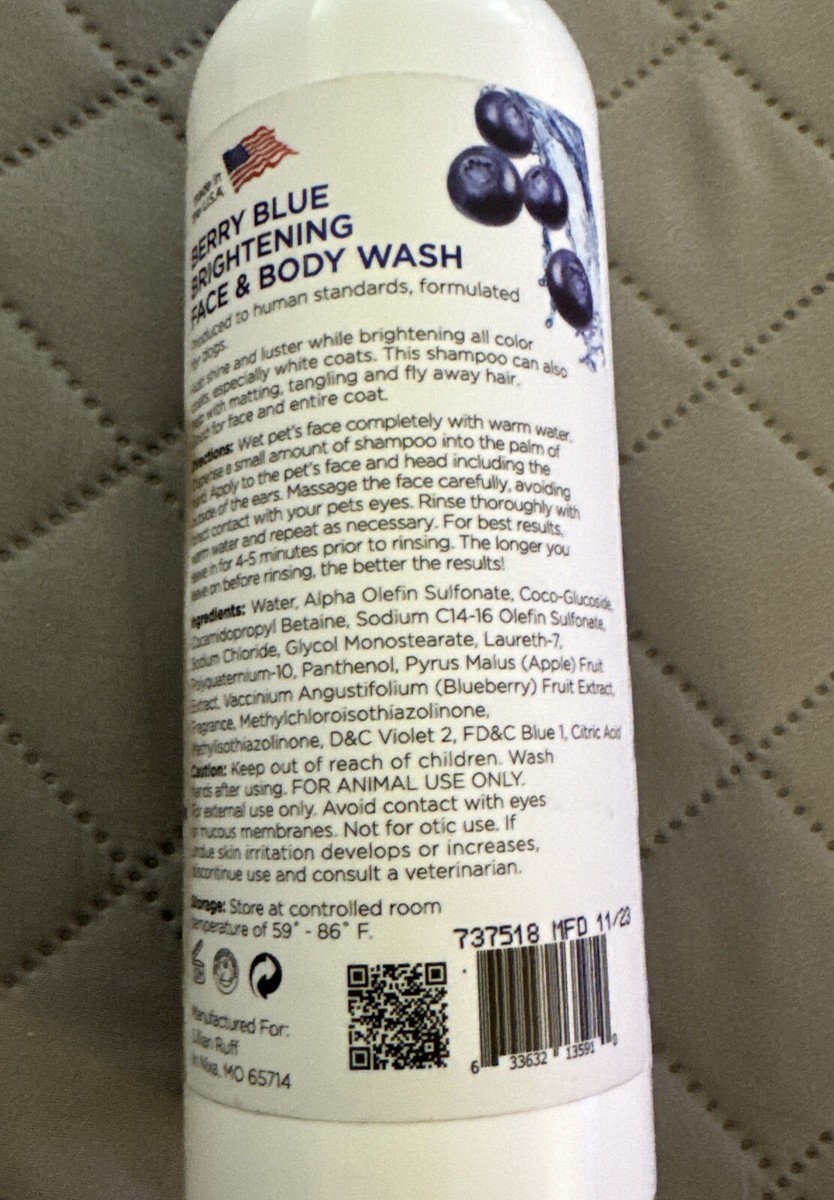 made in
the U.S.A.
BERRY BLUE
BRIGHTENING
FACE & BODY WASH
Produced to human standards, formulated
for dogs.
shine and luster while brightening all color
coats, especially white coats. This shampoo can also
help with matting, tangling and fly away hair.
for face and entire coat.
Directions: Wet pet's face completely with warm water.
Dispense a small amount of shampoo into the palm of
hand. Apply to the pet's face and head including the
outside of the ears. Massage the face carefully, avoiding
direct contact with your pets eyes. Rinse thoroughly with
warm water and repeat as necessary. For best results,
leave in for 4-5 minutes prior to rinsing. The longer you
leave on before rinsing, the better the results!
Ingredients: Water, Alpha Olefin Sulfonate, Coco-Glucoside,
Cocamidopropyl Betaine, Sodium C14-16 Olefin Sulfonate,
Sodium Chloride, Glycol Monostearate, Laureth-7,
Polyquaternium-10, Panthenol, Pyrus Malus (Apple) Fruit
Extract, Vaccinium Angustifolium (Blueberry) Fruit Extract,
Fragrance, Methylchloroisothiazolinone,
Methylisothiazolinone, D&C Violet 2, FD&C Blue 1, Citric Acid
Caution: Keep out of reach of children. Wash
hands after using. FOR ANIMAL USE ONLY.
For external use only. Avoid contact with eyes
or mucous membranes. Not for otic use. If
undue skin irritation develops or increases,
discontinue use and consult a veterinarian.
Storage: Store at controlled room
temperature of 59° - 86° F.
737518 MFD 11/23
Manufactured For:
Lillian Ruff
in Nixa, MO 65714
6 33632 13591 0